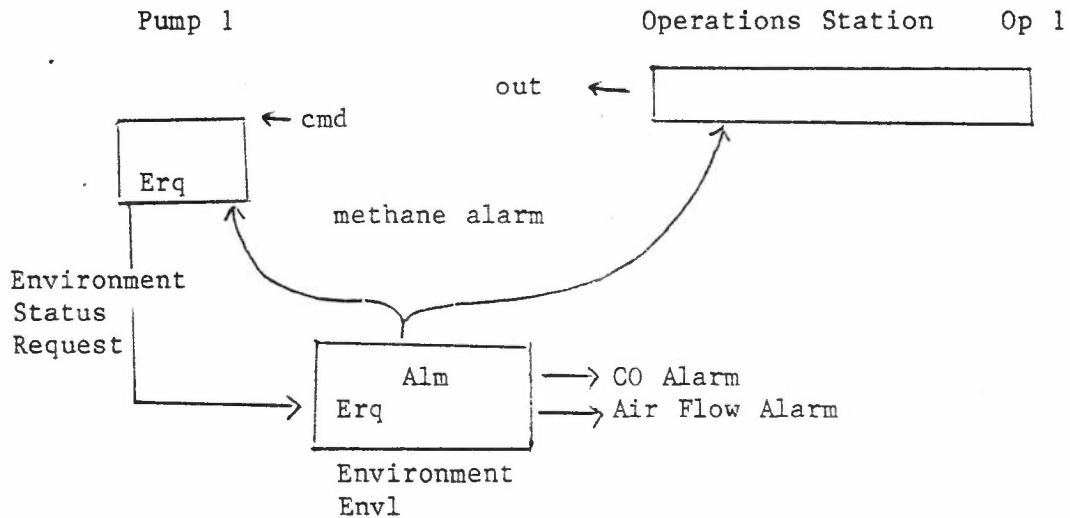 Pump 1
Operations Station Op 1
out
cmd
Erq
methane alarm
Environment
Status
Request
Alm
CO Alarm
Erq
Air Flow Alarm
Environment
Env1